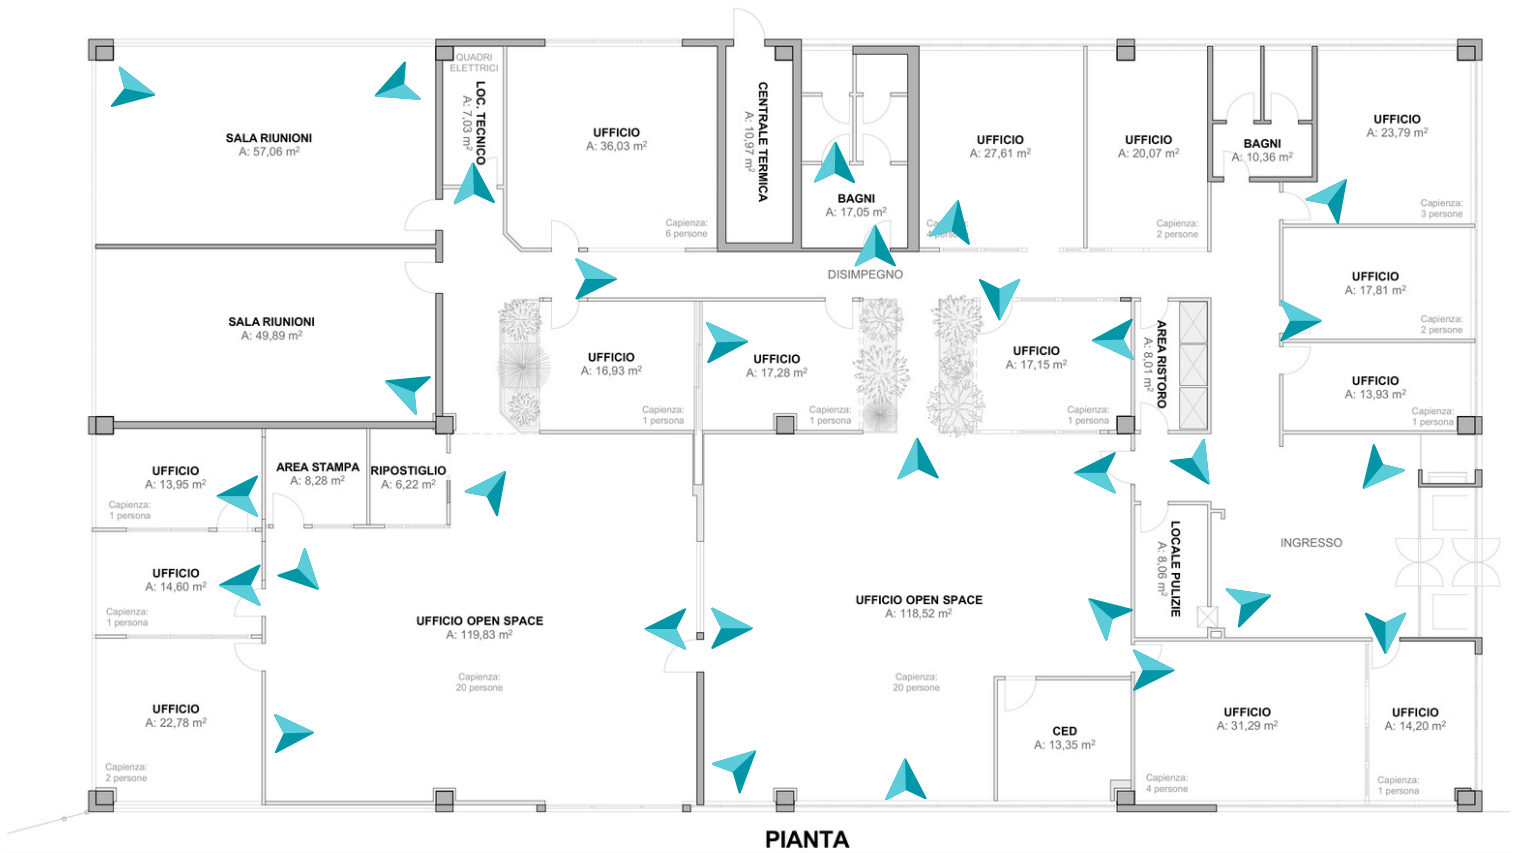 QUADRI
ELETTRICI
LOC. TECNICO
A: 7,03 m²
SALA RIUNIONI
A: 57,06 m²
UFFICIO
A: 36,03 m²
Capienza:
6 persone
CENTRALE TERMICA
A: 10,97 m²
BAGNI
A: 17,05 m²
UFFICIO
A: 27,61 m²
Capienza:
4 persone
UFFICIO
A: 20,07 m²
Capienza:
2 persone
BAGNI
A: 10,36 m²
UFFICIO
A: 23,79 m²
Capienza:
3 persone
DISIMPEGNO
SALA RIUNIONI
A: 49,89 m²
UFFICIO
A: 16,93 m²
Capienza:
1 persona
UFFICIO
A: 17,28 m²
Capienza:
1 persona
UFFICIO
A: 17,15 m²
Capienza:
1 persona
AREA RISTORO
A: 8,01 m²
UFFICIO
A: 17,81 m²
Capienza:
2 persone
UFFICIO
A: 13,93 m²
Capienza:
1 persona
UFFICIO
A: 13,95 m²
Capienza:
1 persona
AREA STAMPA
A: 8,28 m²
RIPOSTIGLIO
A: 6,22 m²
UFFICIO
A: 14,60 m²
Capienza:
1 persona
UFFICIO OPEN SPACE
A: 119,83 m²
Capienza:
20 persone
UFFICIO OPEN SPACE
A: 118,52 m²
Capienza:
20 persone
LOCALE PULIZIE
A: 8,06 m²
INGRESSO
UFFICIO
A: 22,78 m²
Capienza:
2 persone
CED
A: 13,35 m²
UFFICIO
A: 31,29 m²
Capienza:
4 persone
UFFICIO
A: 14,20 m²
Capienza:
1 persona
PIANTA